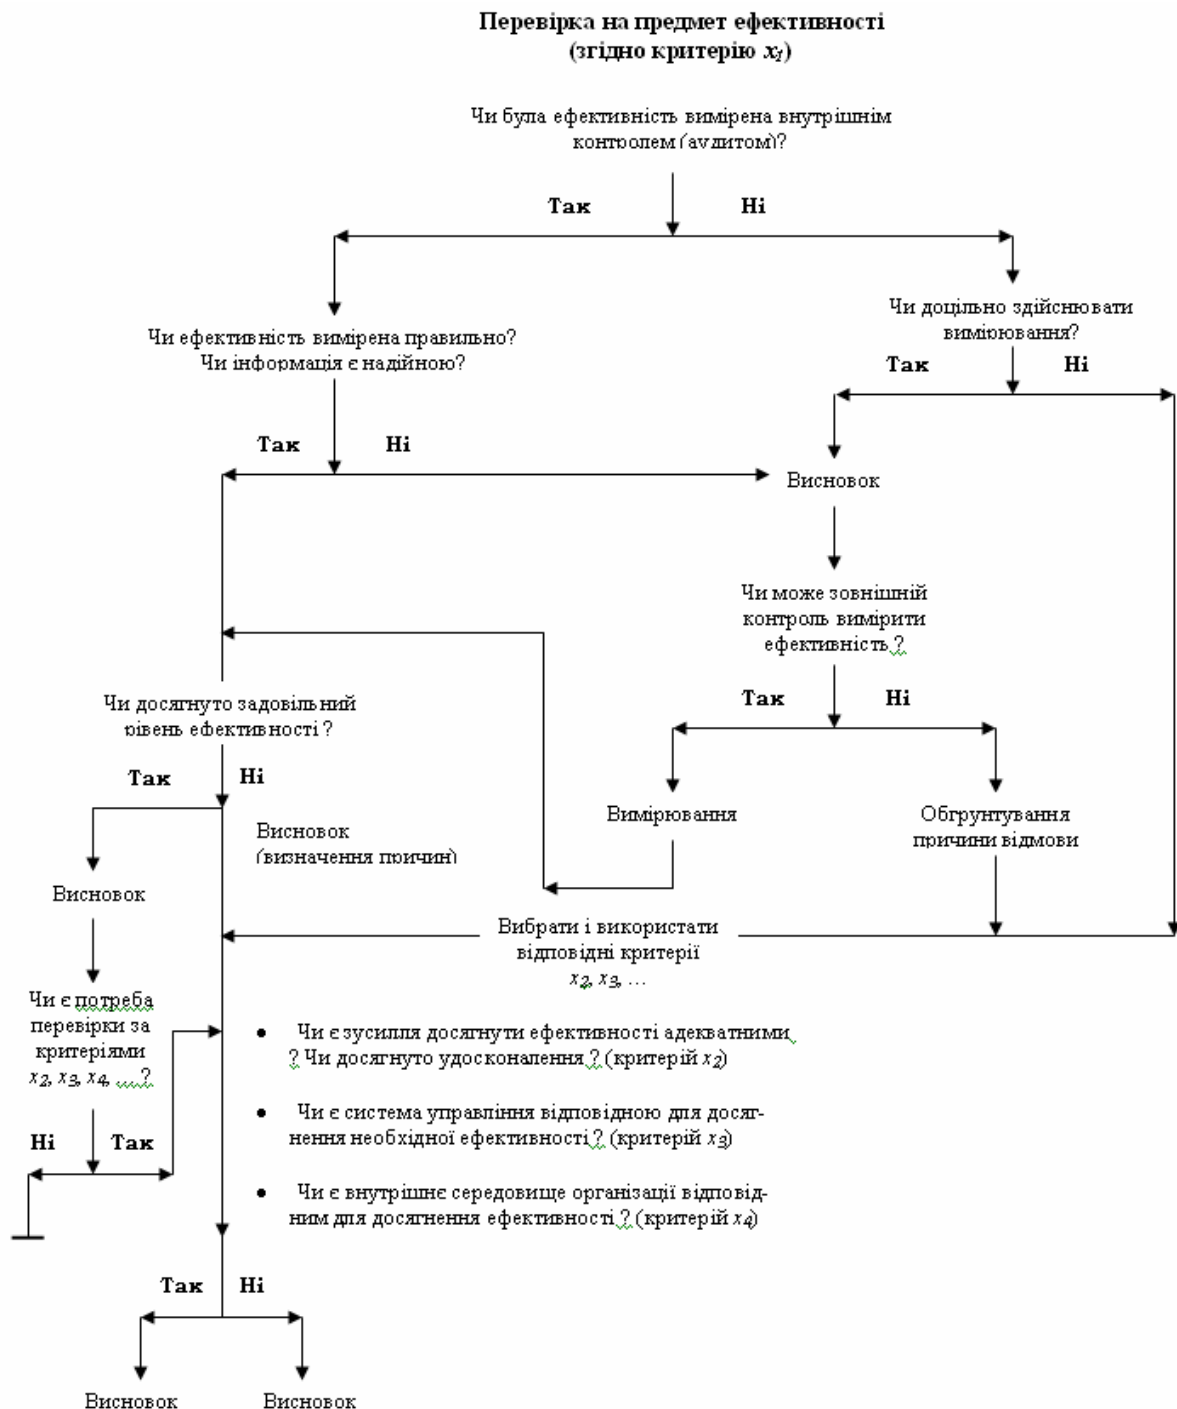 Перевірка на предмет ефективності
(згідно критерію x1)
Чи була ефективність вимірена внутрішнім
контролем (аудитом)?
Так
Ні
Чи доцільно здійснювати
вимірювання?
Чи ефективність вимірена правильно?
Чи інформація є надійною?
Так
Ні
Так
Ні
Висновок
Чи може зовнішній
контроль вимірити
ефективність ?
Чи досягнуто задовільний
рівень ефективності ?
Так
Ні
Так
Ні
Висновок
(визначення причин)
Вимірювання
Обгрунтування
причини відмови
Висновок
Вибрати і використати
відповідні критерії
x2, x3, ...
Чи є потреба
перевірки за
критеріями
x2, x3, x4, ...?
• Чи є зусилля досягнути ефективності адекватними
? Чи досягнуто удосконалення ? (критерій x2)
• Чи є система управління відповідною для досяг-
нення необхідної ефективності ? (критерій x3)
Ні
Так
• Чи є внутрішнє середовище організації відповід-
ним для досягнення ефективності ? (критерій x4)
Так
Ні
Висновок
Висновок